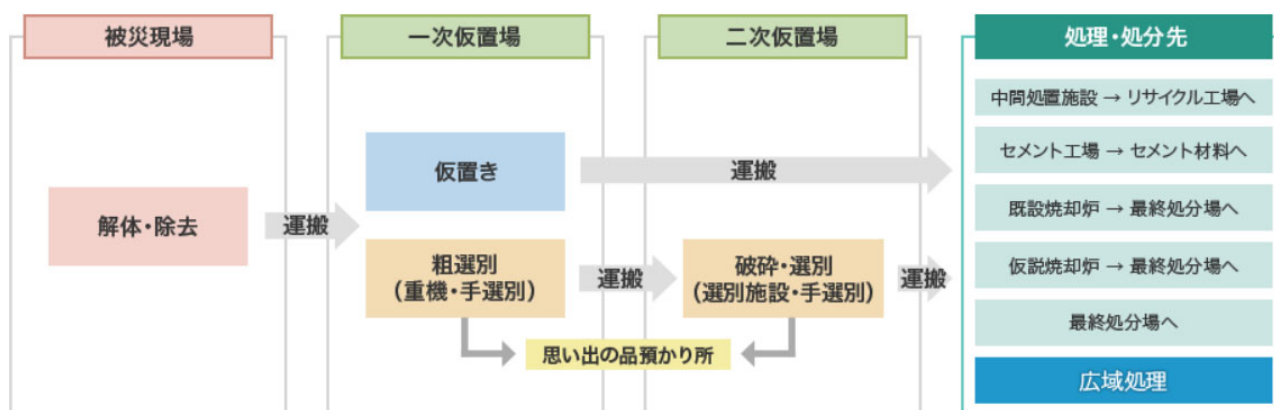 被災現場
一次仮置場
二次仮置場
処理・処分先
解体・除去
運搬
仮置き
運搬
粗選別
(重機・手選別)
運搬
破砕・選別
(選別施設・手選別)
運搬
思い出の品預かり所
中間処置施設 → リサイクル工場へ
セメント工場 → セメント材料へ
既設焼却炉 → 最終処分場へ
仮説焼却炉 → 最終処分場へ
最終処分場へ
広域処理